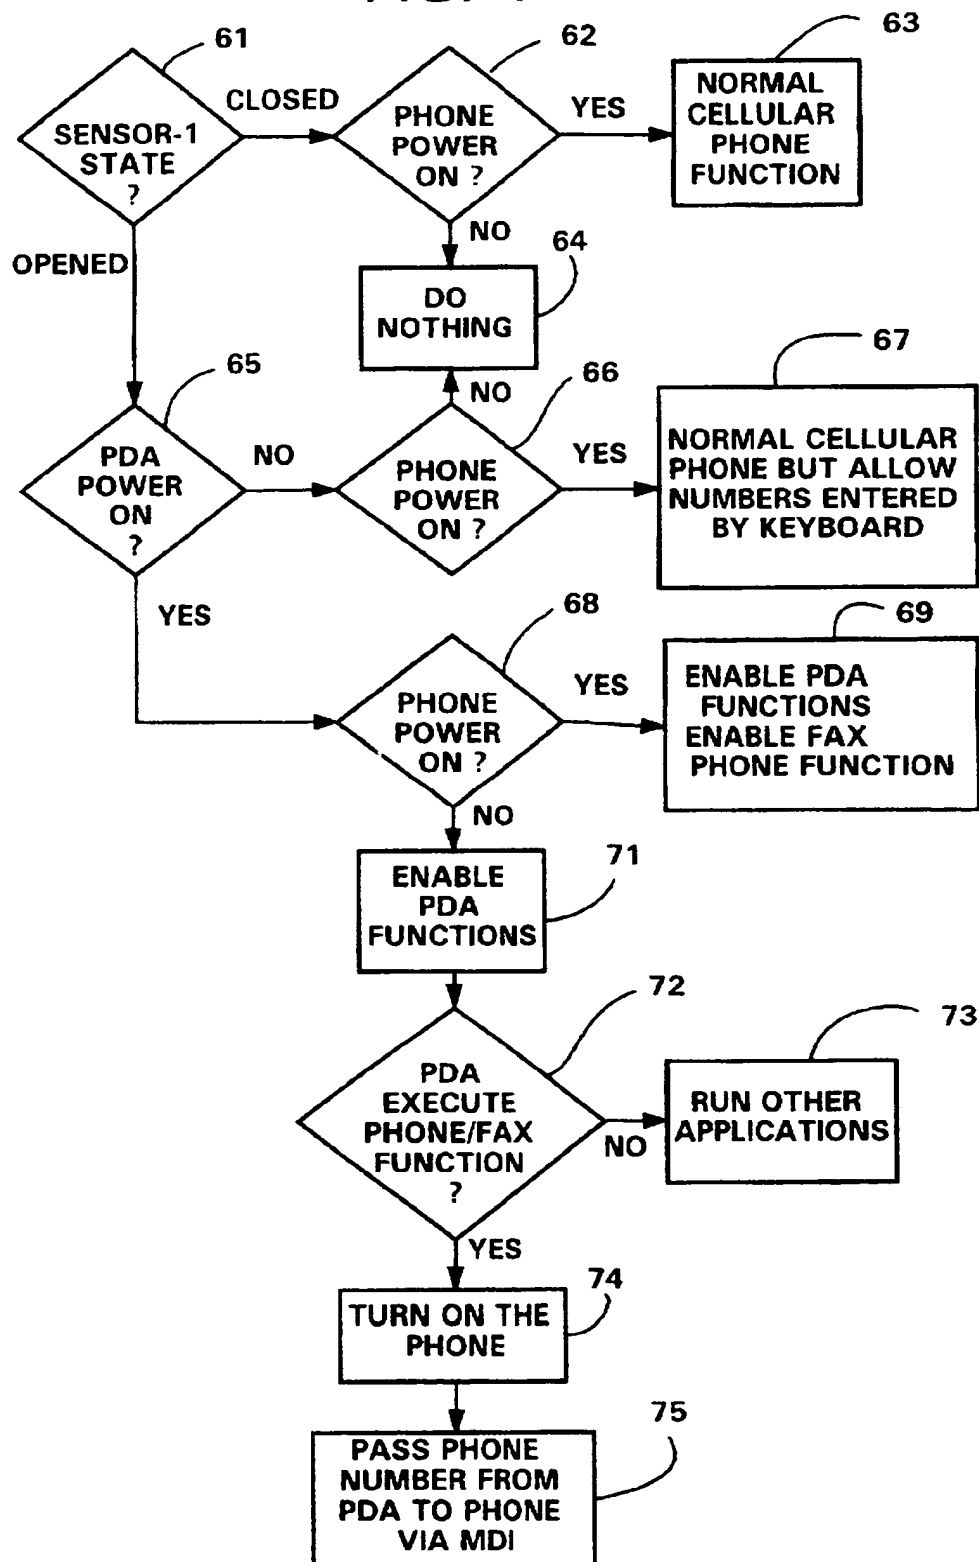 61
62
63
SENSOR-1
STATE
?
CLOSED
PHONE
POWER
ON ?
YES
NORMAL
CELLULAR
PHONE
FUNCTION
NO
OPENED
64
DO
NOTHING
65
NO
66
67
PDA
POWER
ON
?
NO
PHONE
POWER
ON ?
YES
NORMAL CELLULAR
PHONE BUT ALLOW
NUMBERS ENTERED
BY KEYBOARD
YES
68
69
PHONE
POWER
ON ?
YES
ENABLE PDA
FUNCTIONS
ENABLE FAX
PHONE FUNCTION
NO
71
ENABLE
PDA
FUNCTIONS
72
73
PDA
EXECUTE
PHONE/FAX
FUNCTION
?
NO
RUN OTHER
APPLICATIONS
YES
74
TURN ON THE
PHONE
75
PASS PHONE
NUMBER FROM
PDA TO PHONE
VIA MDI